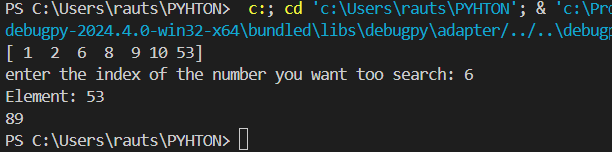 PS C:\Users\rauts\PYHTON>  c:; cd 'c:\Users\rauts\PYHTON'; & 'c:\Pro
debugpy-2024.4.0-win32-x64\bundled\libs\debugpy\adapter/../..\debugp
[ 1  2  6  8  9 10 53]
enter the index of the number you want too search: 6
Element: 53
89
PS C:\Users\rauts\PYHTON>